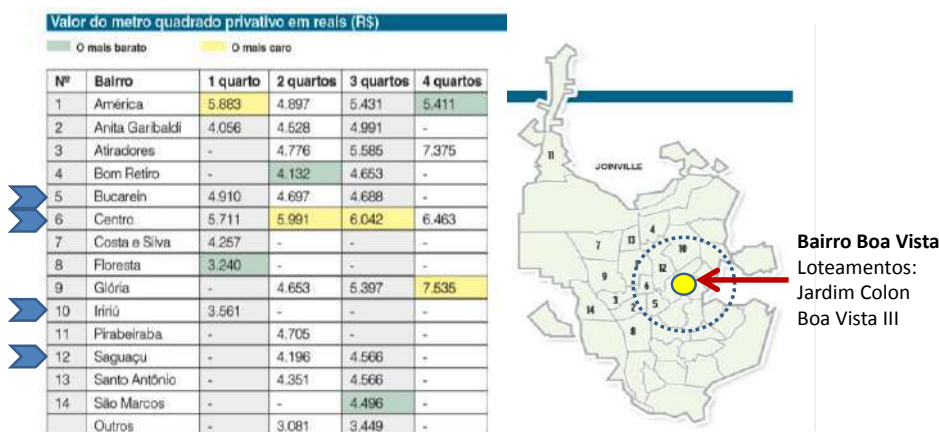 Valor do metro quadrado privativo em reais (R$)
O mais barato O mais caro
Nº Bairro 1 quarto 2 quartos 3 quartos 4 quartos
1 América 5.883 4.897 5.431 5.411
2 Anita Garibaldi 4.056 4.528 4.991 -
3 Atiradores - 4.776 5.585 7.375
4 Bom Retiro - 4.132 4.653 -
5 Bucarein 4.910 4.697 4.688 -
6 Centro 5.711 5.991 6.042 6.463
7 Costa e Silva 4.257 - - -
8 Floresta 3.240 - - -
9 Glória - 4.653 5.397 7.535
10 Iririú 3.561 - - -
11 Pirabeiraba - 4.705 - -
12 Saguaçu - 4.196 4.566 -
13 Santo Antônio - 4.351 4.566 -
14 São Marcos - - 4.496 -
Outros - 3.081 3.449 -
11
JOINVILLE
4
7 13 10
9 12
6
3 2 5
14
8
Bairro Boa Vista
Loteamentos:
Jardim Colon
Boa Vista III